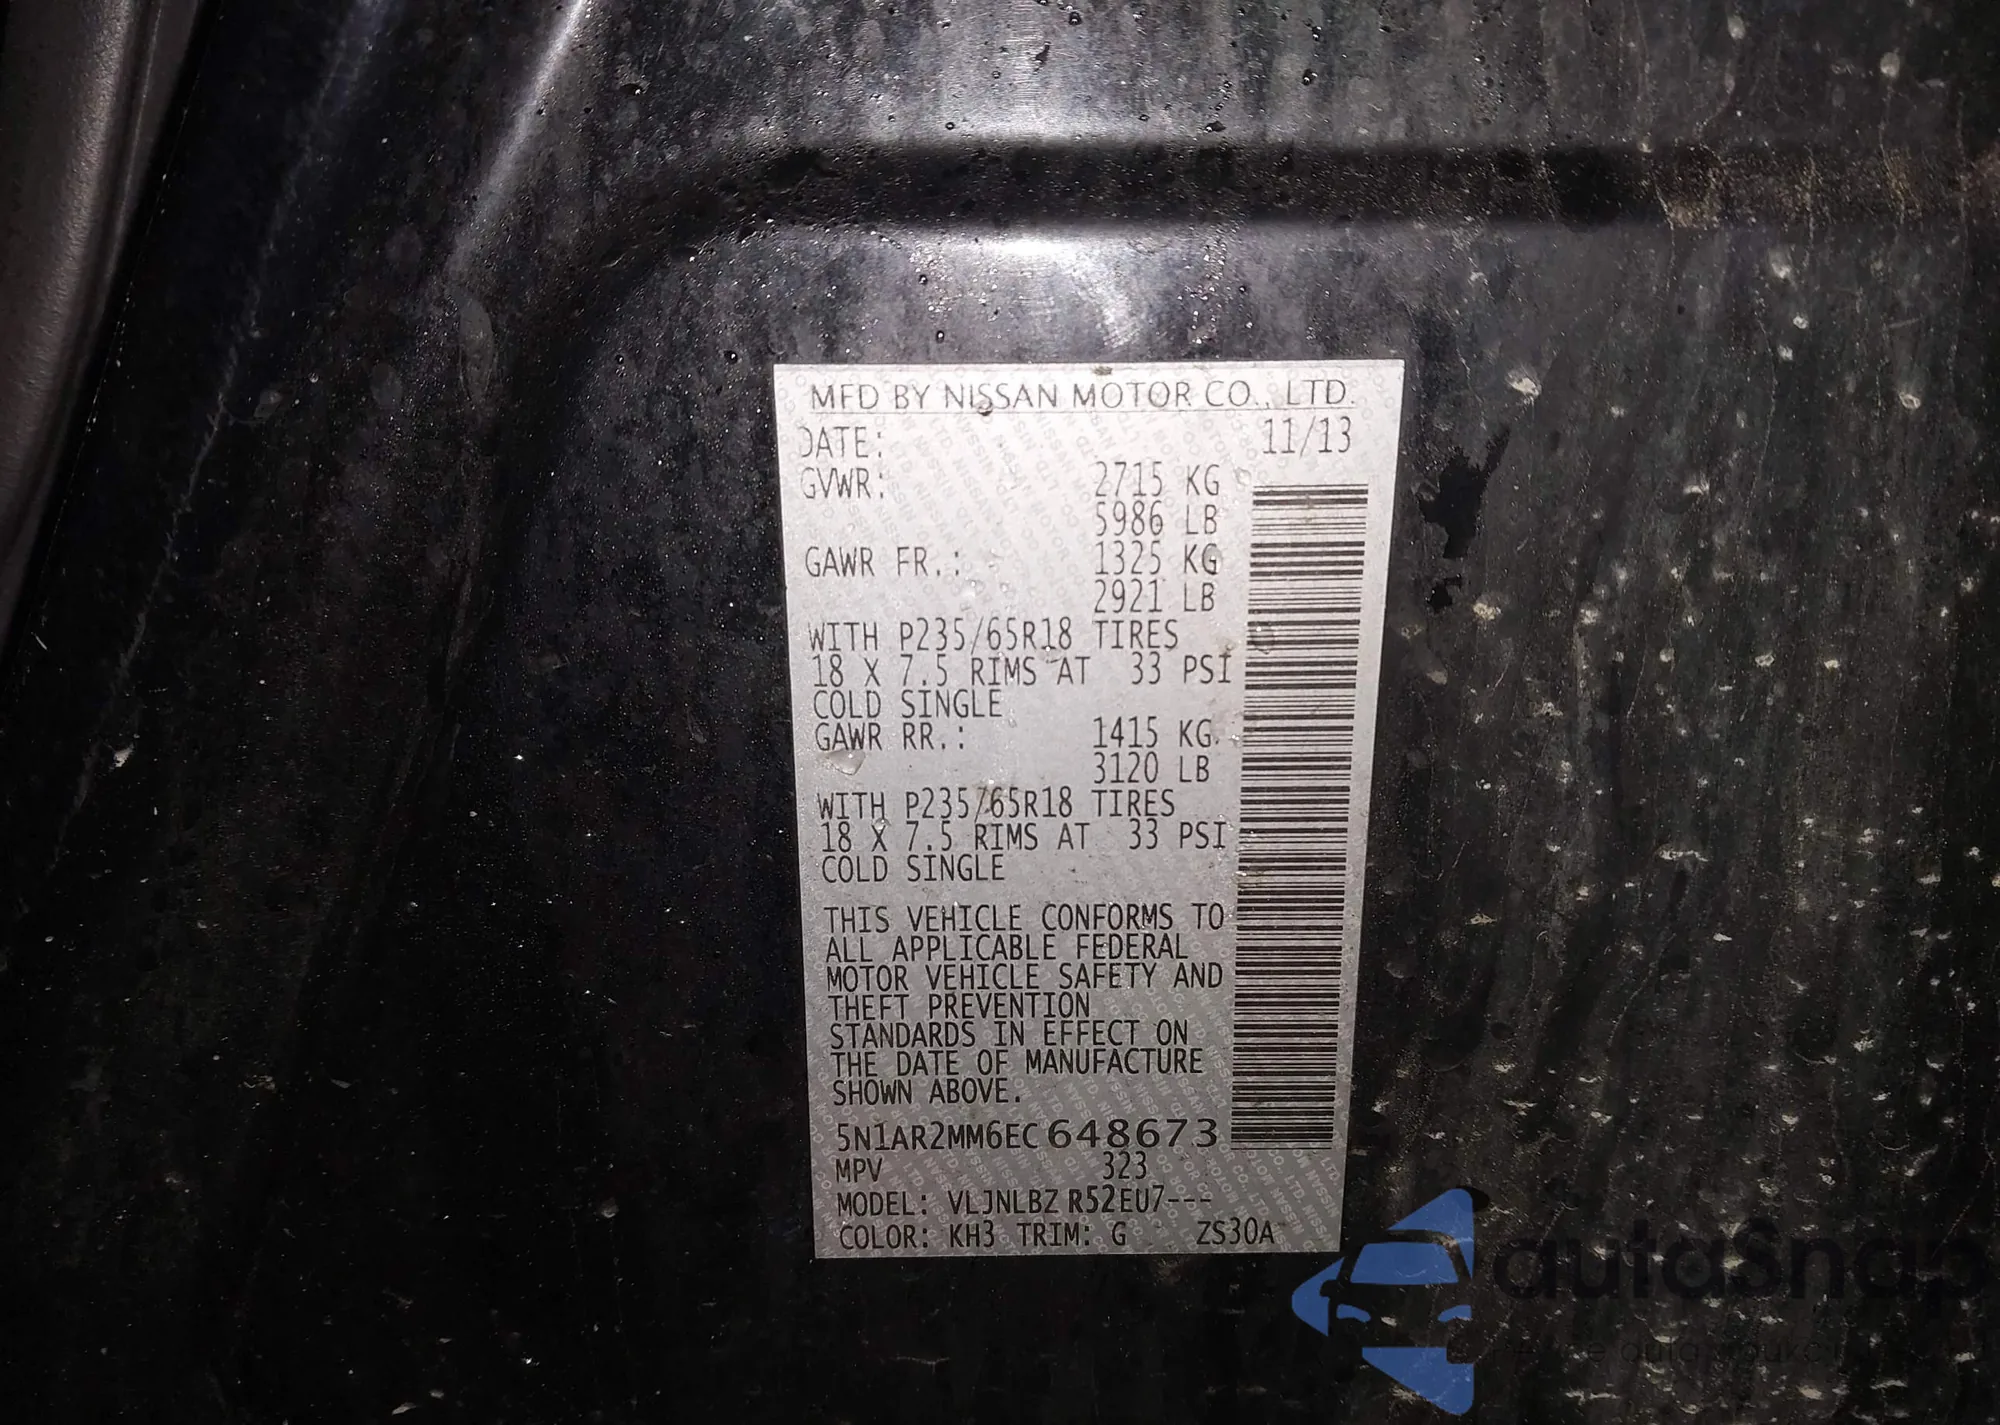 MFD BY NISSAN MOTOR CO., LTD.
DATE: 11/13
GVWR: 2715 KG
5986 LB
GAWR FR.: 1325 KG
2921 LB
WITH P235/65R18 TIRES
18 X 7.5 RIMS AT 33 PSI
COLD SINGLE
GAWR RR.: 1415 KG
3120 LB
WITH P235/65R18 TIRES
18 X 7.5 RIMS AT 33 PSI
COLD SINGLE
THIS VEHICLE CONFORMS TO
ALL APPLICABLE FEDERAL
MOTOR VEHICLE SAFETY AND
THEFT PREVENTION
STANDARDS IN EFFECT ON
THE DATE OF MANUFACTURE
SHOWN ABOVE.
5N1AR2MM6EC648673
MPV 323
MODEL: VLJNLBZ R52EU7---
COLOR: KH3 TRIM: G ZS30A
autoSnap